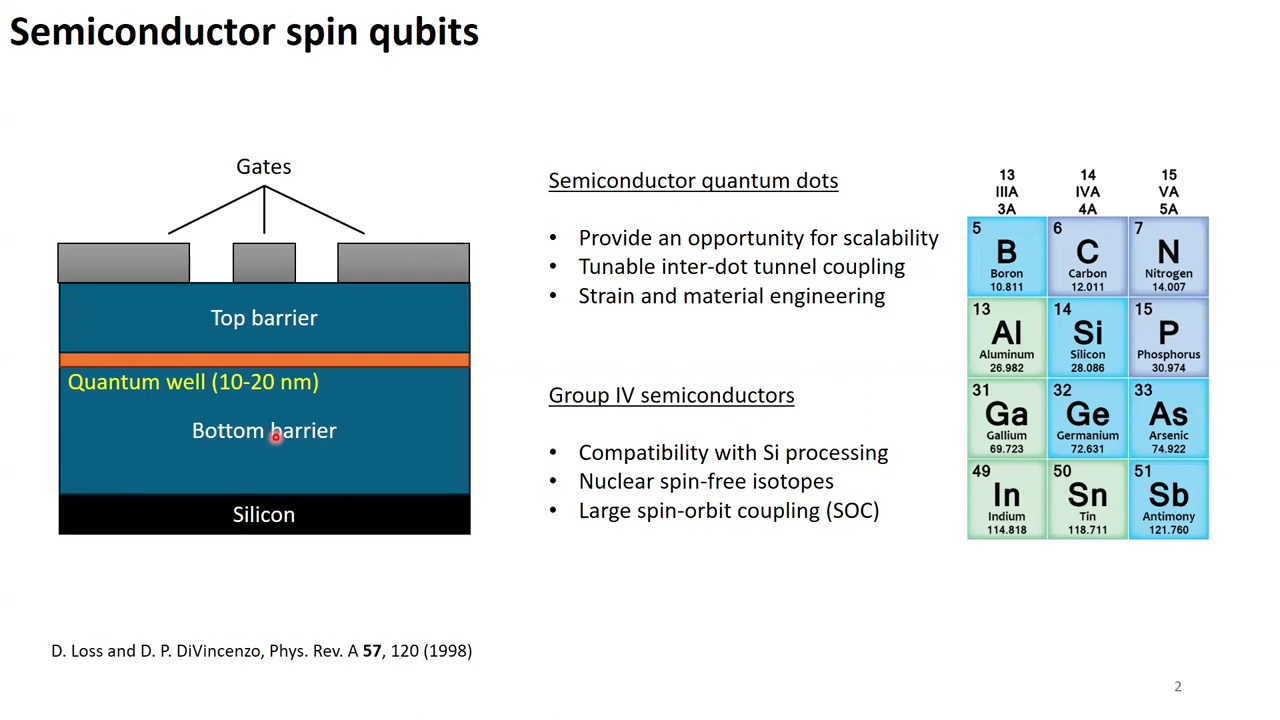 Semiconductor spin qubits
Gates
Top barrier
Quantum well (10-20 nm)
Bottom barrier
Silicon
D. Loss and D. P. DiVincenzo, Phys. Rev. A 57, 120 (1998)
Semiconductor quantum dots
• Provide an opportunity for scalability
• Tunable inter-dot tunnel coupling
• Strain and material engineering
Group IV semiconductors
• Compatibility with Si processing
• Nuclear spin-free isotopes
• Large spin-orbit coupling (SOC)
13 14 15
IIIA IVA VA
3A 4A 5A
5 6 7
B C N
Boron Carbon Nitrogen
10.811 12.011 14.007
13 14 15
Al Si P
Aluminum Silicon Phosphorus
26.982 28.086 30.974
31 32 33
Ga Ge As
Gallium Germanium Arsenic
69.723 72.631 74.922
49 50 51
In Sn Sb
Indium Tin Antimony
114.818 118.711 121.760
2